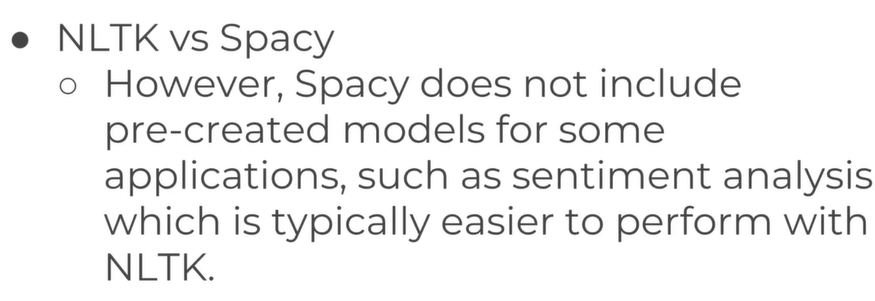 ● NLTK vs Spacy
○ However, Spacy does not include
pre-created models for some
applications, such as sentiment analysis
which is typically easier to perform with
NLTK.